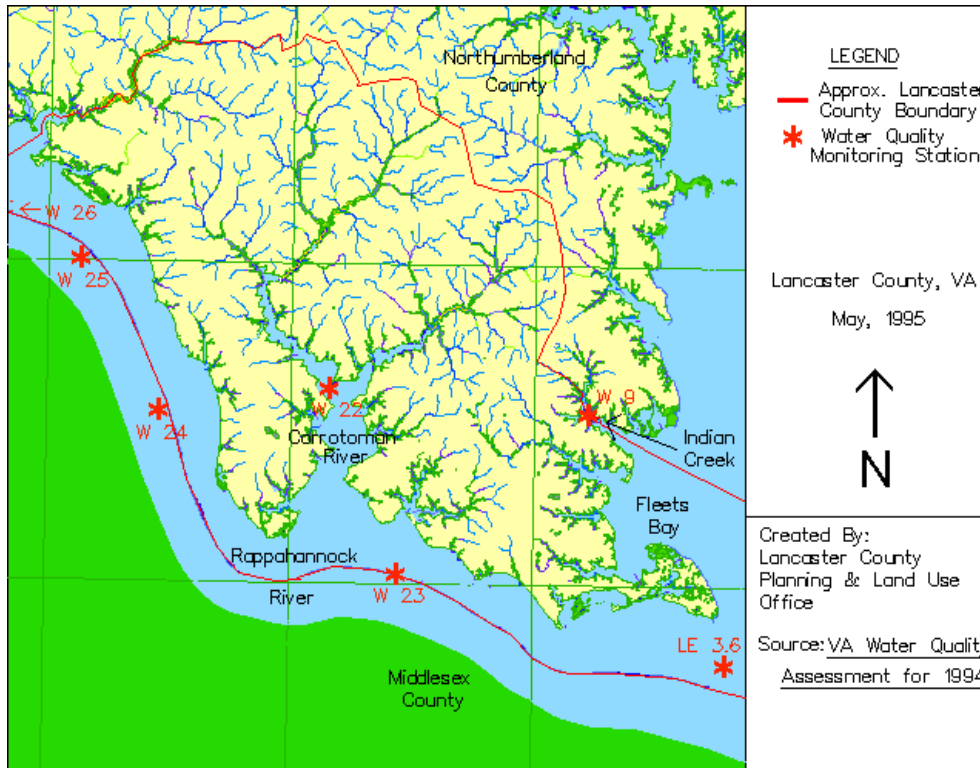 Northumberland
County
← W 26
W 25
W 24
W 22
Carrotoman
River
W 9
Indian
Creek
Fleets
Bay
Rappahannock
River
W 23
LE 3.6
Middlesex
County
LEGEND
Approx. Lancaste
County Boundary
Water Quality
Monitoring Station
Lancaster County, VA
May, 1995
N
Created By:
Lancaster County
Planning & Land Use
Office
Source: VA Water Qualit
Assessment for 1994